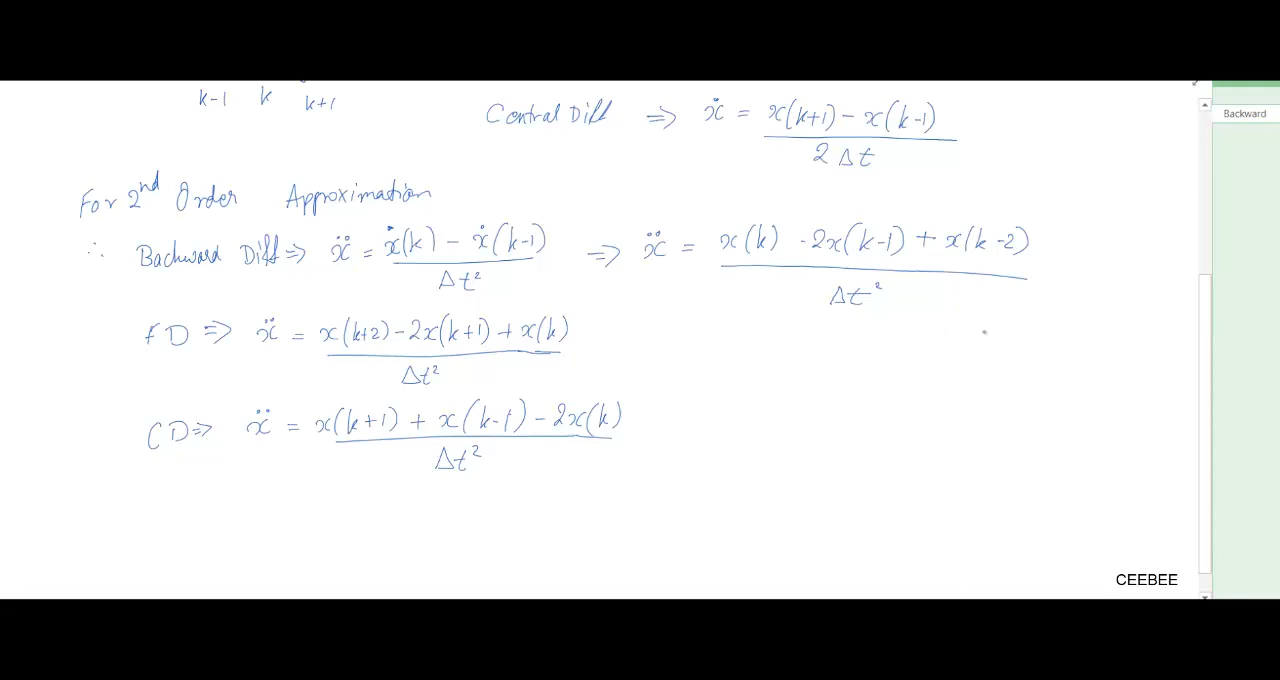 k-1 k k+1
Central Diff ⇒ ẋ = x(k+1) - x(k-1) / 2 Δt
Backward
For 2nd Order Approximation
∴ Backward Diff ⇒ ẍ = ẋ(k) - ẋ(k-1) / Δt² ⇒ ẍ = x(k) - 2x(k-1) + x(k-2) / Δt²
FD ⇒ ẍ = x(k+2) - 2x(k+1) + x(k) / Δt²
CD ⇒ ẍ = x(k+1) + x(k-1) - 2x(k) / Δt²
CEEBEE